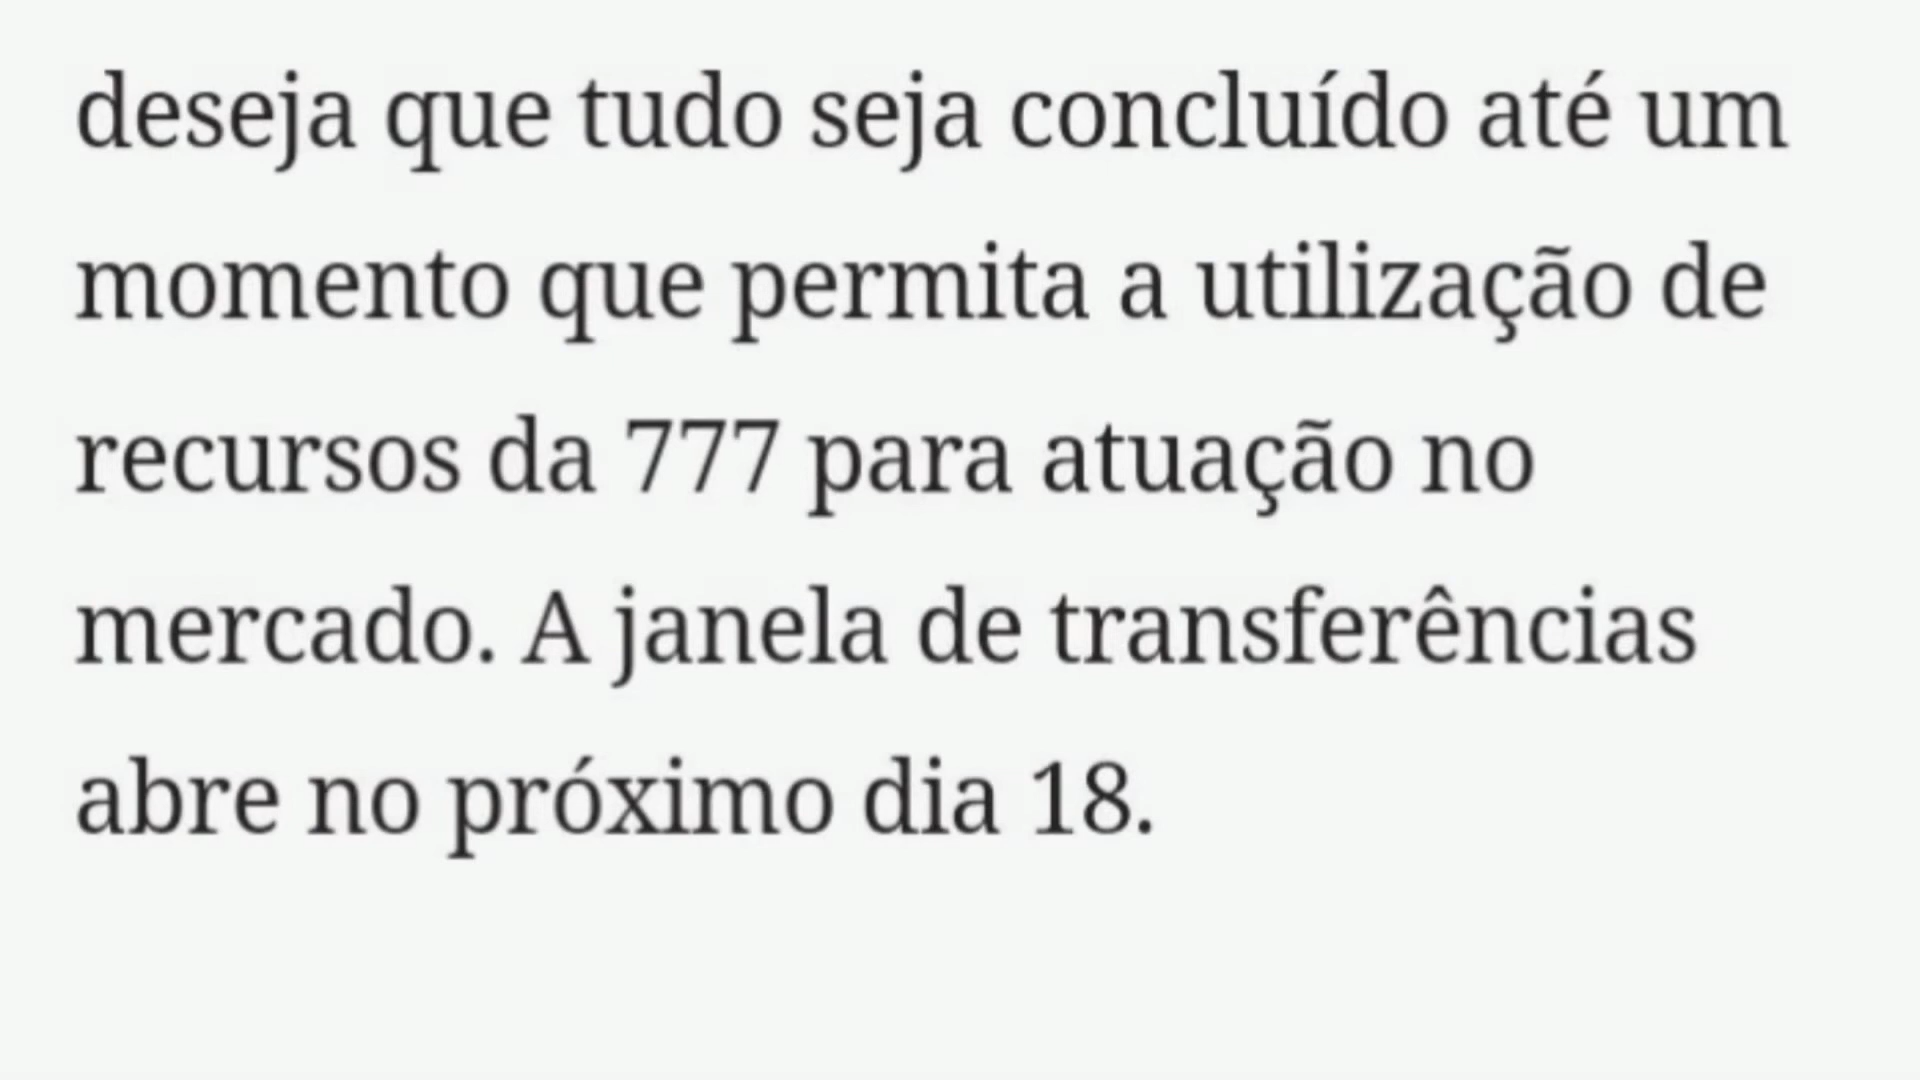 deseja que tudo seja concluído até um
momento que permita a utilização de
recursos da 777 para atuação no
mercado. A janela de transferências
abre no próximo dia 18.